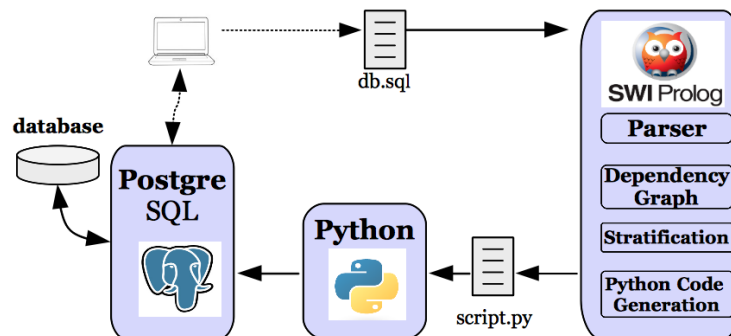 db.sql
SWI Prolog
Parser
Dependency
Graph
Stratification
Python Code
Generation
database
Postgre
SQL
Python
script.py